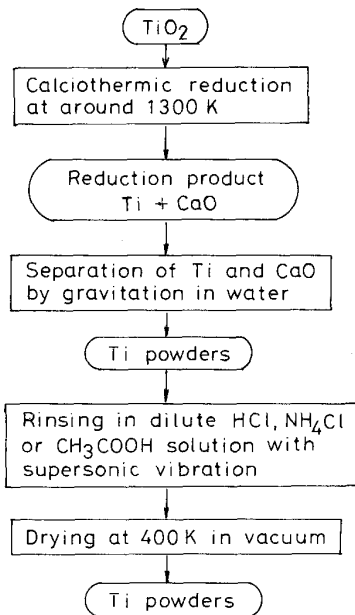 TiO2
Calciothermic reduction
at around 1300 K
Reduction product
Ti + CaO
Separation of Ti and CaO
by gravitation in water
Ti powders
Rinsing in dilute HCl, NH4Cl
or CH3COOH solution with
supersonic vibration
Drying at 400 K in vacuum
Ti powders